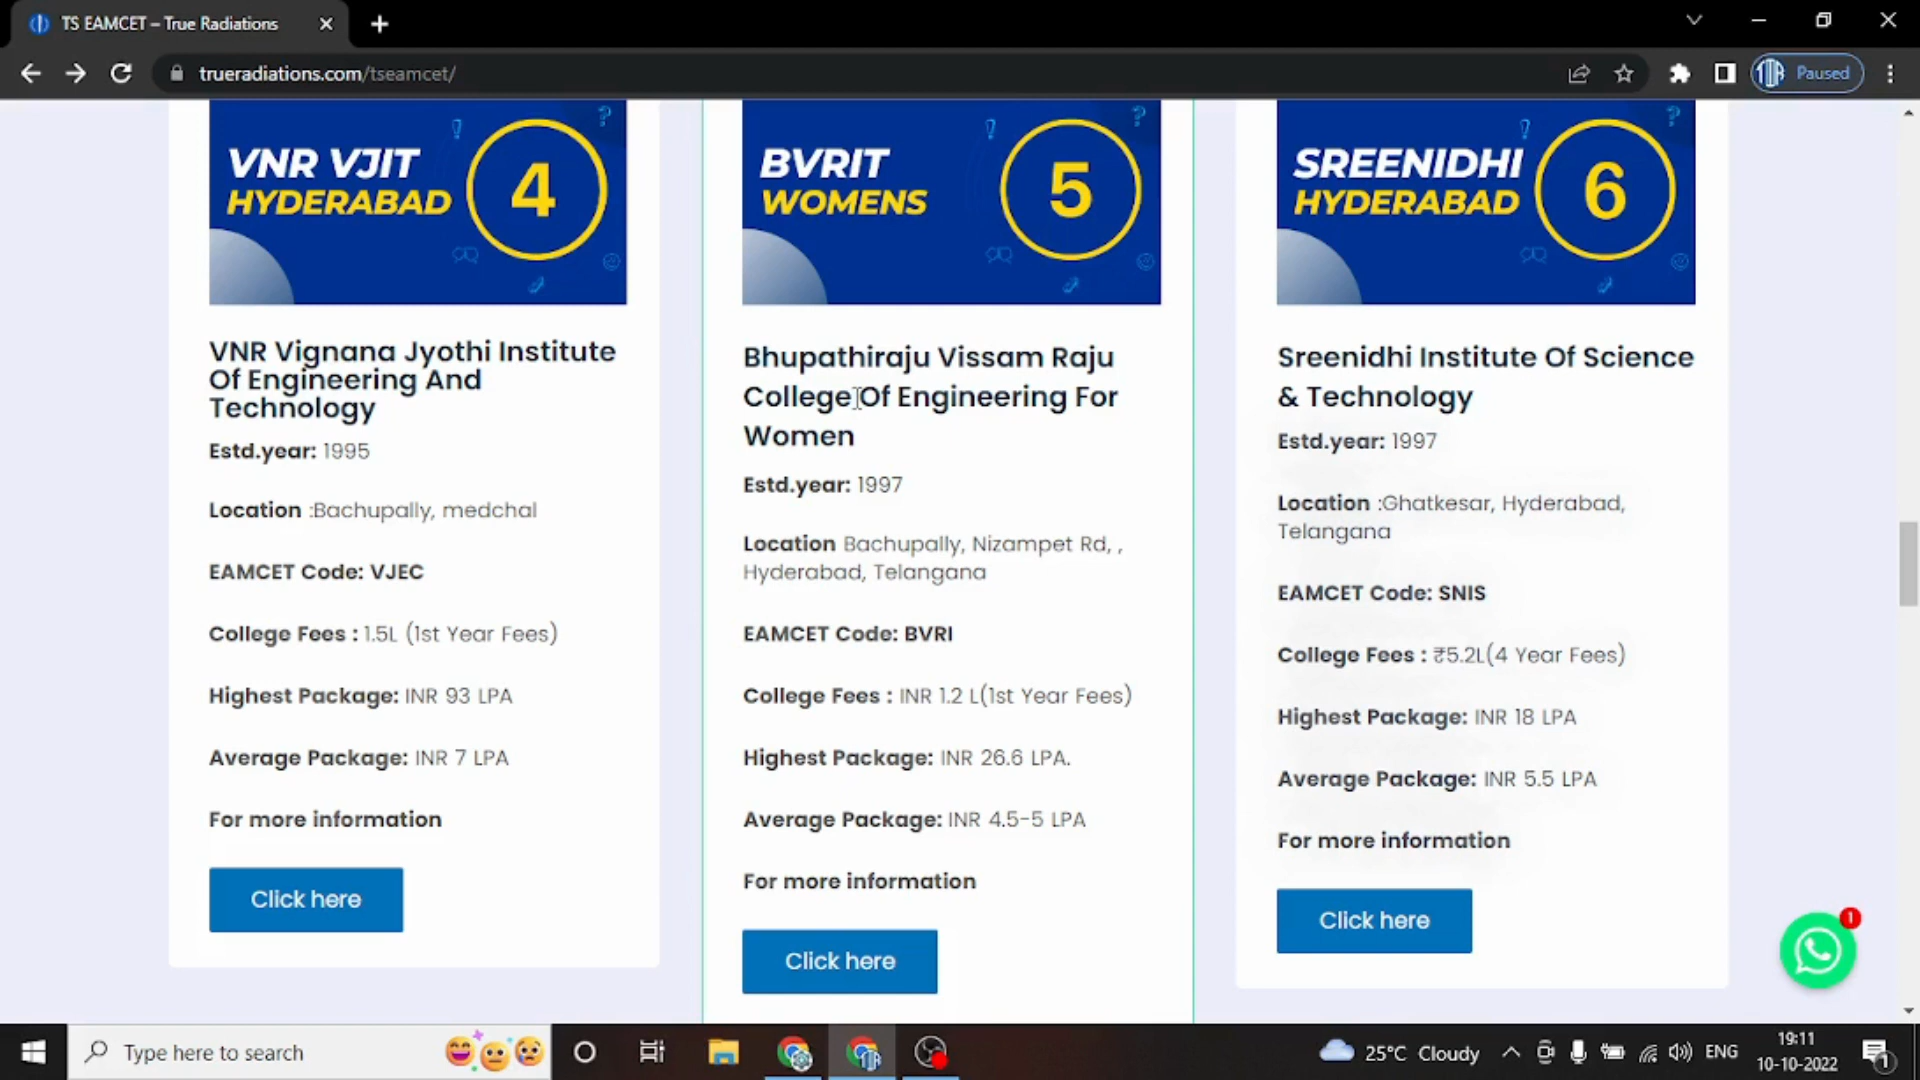 TS EAMCET – True Radiations
trueradiations.com/tseamcet/
Paused
VNR VJIT
HYDERABAD
4
VNR Vignana Jyothi Institute
Of Engineering And
Technology
Estd.year: 1995
Location :Bachupally, medchal
EAMCET Code: VJEC
College Fees : 1.5L (1st Year Fees)
Highest Package: INR 93 LPA
Average Package: INR 7 LPA
For more information
Click here
BVRIT
WOMENS
5
Bhupathiraju Vissam Raju
College Of Engineering For
Women
Estd.year: 1997
Location Bachupally, Nizampet Rd, ,
Hyderabad, Telangana
EAMCET Code: BVRI
College Fees : INR 1.2 L(1st Year Fees)
Highest Package: INR 26.6 LPA.
Average Package: INR 4.5-5 LPA
For more information
Click here
SREENIDHI
HYDERABAD
6
Sreenidhi Institute Of Science
& Technology
Estd.year: 1997
Location :Ghatkesar, Hyderabad,
Telangana
EAMCET Code: SNIS
College Fees : ₹5.2L(4 Year Fees)
Highest Package: INR 18 LPA
Average Package: INR 5.5 LPA
For more information
Click here
1
Type here to search
25°C Cloudy
ENG
19:11
10-10-2022
1